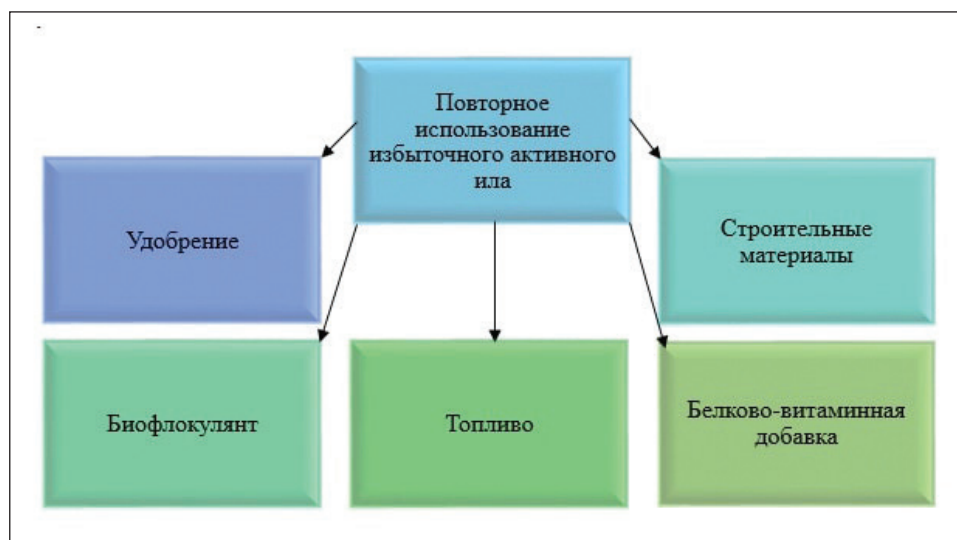 Повторное
использование
избыточного активного
ила
Удобрение
Строительные
материалы
Биофлокулянт
Топливо
Белково-витаминная
добавка